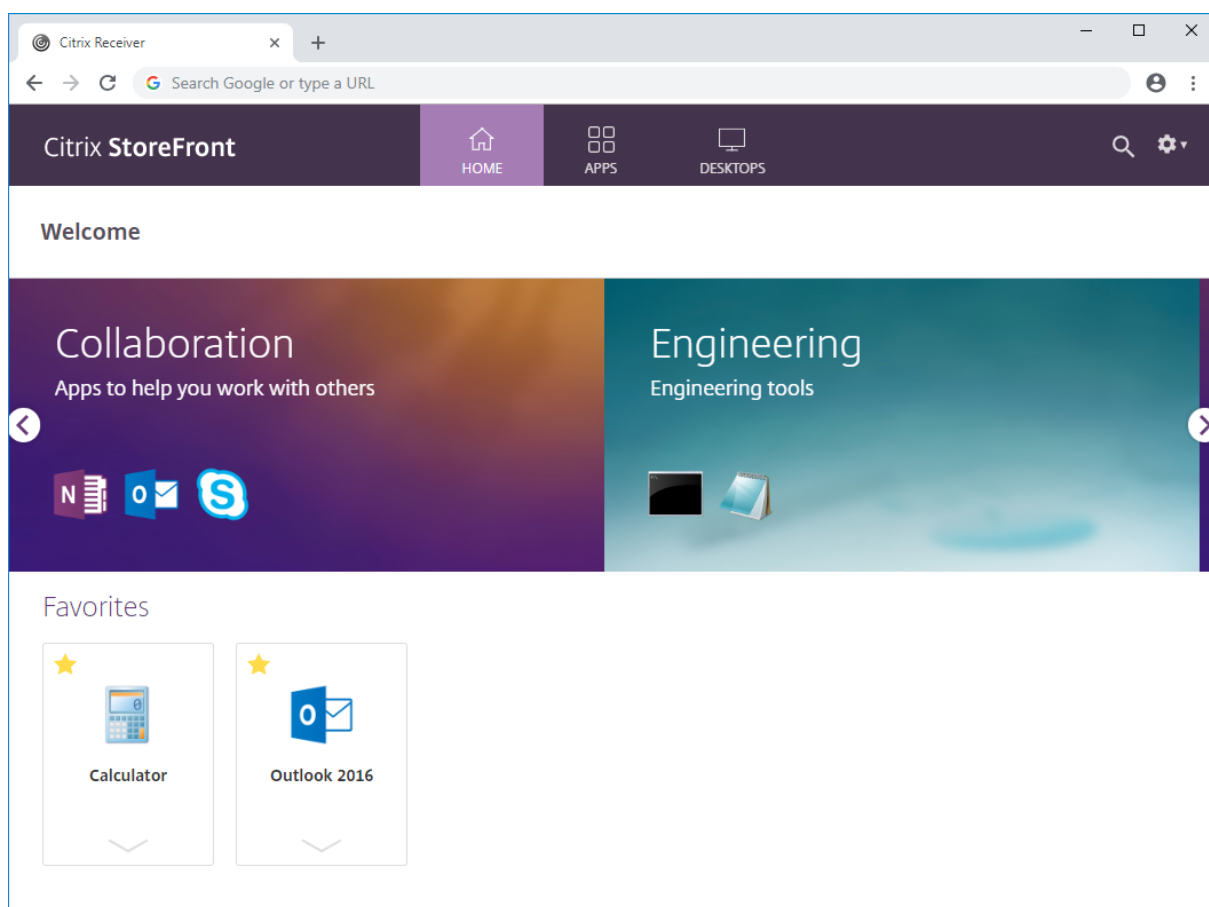 Citrix Receiver
Search Google or type a URL
Citrix StoreFront
HOME
APPS
DESKTOPS
Welcome
Collaboration
Apps to help you work with others
Engineering
Engineering tools
Favorites
Calculator
Outlook 2016